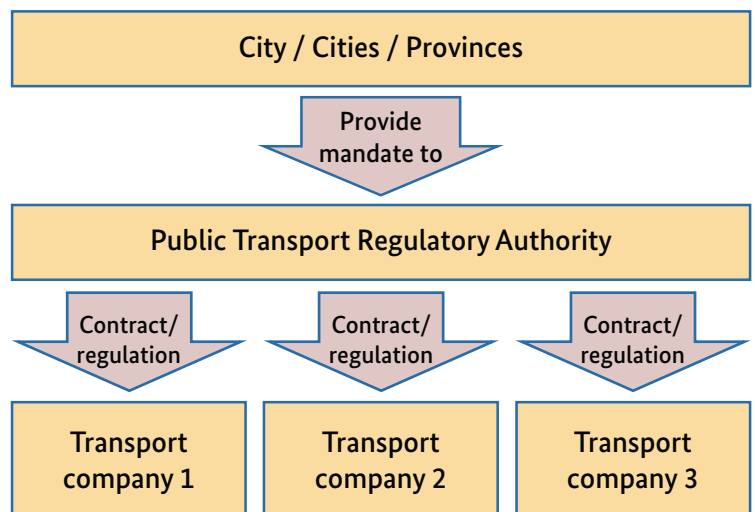 City / Cities / Provinces
Provide
mandate to
Public Transport Regulatory Authority
Contract/
regulation
Contract/
regulation
Contract/
regulation
Transport
company 1
Transport
company 2
Transport
company 3